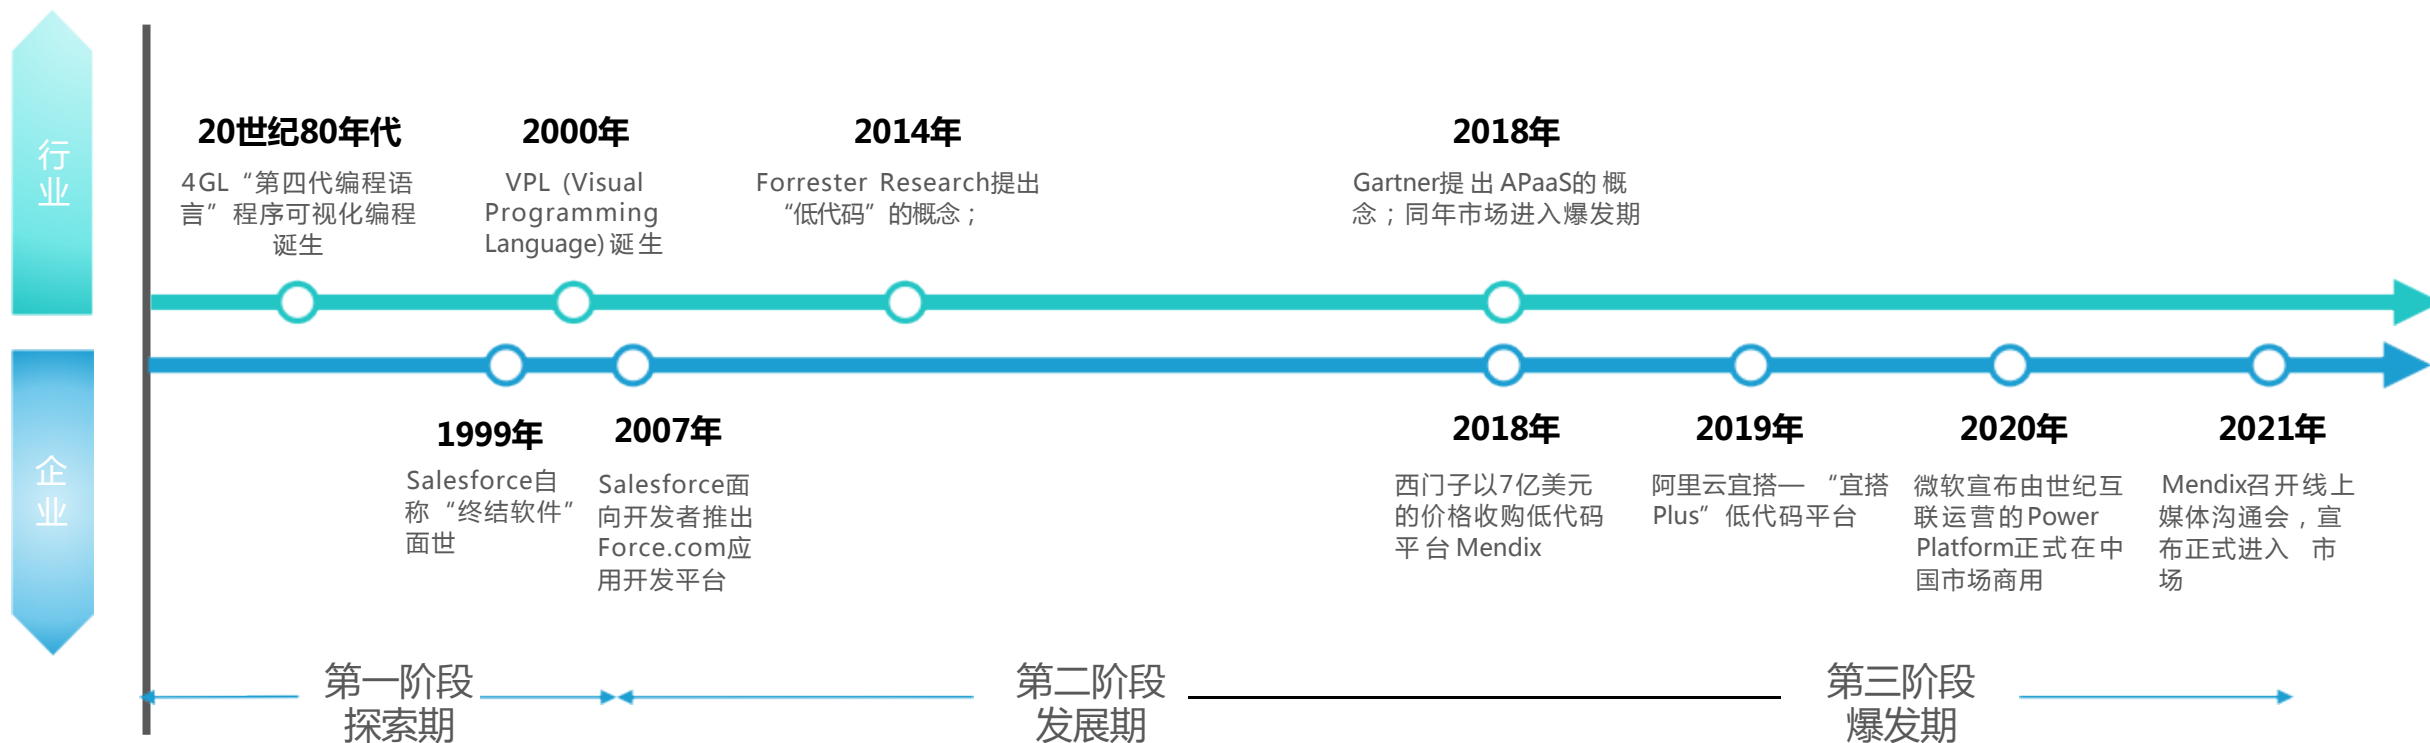 行
业
20世纪80年代
4GL“第四代编程语
言”程序可视化编程
诞生
2000年
VPL (Visual
Programming
Language) 诞生
2014年
Forrester Research提出
“低代码”的概念；
2018年
Gartner提出APaaS的概
念；同年市场进入爆发期
企
业
1999年
Salesforce自
称“终结软件”
面世
2007年
Salesforce面
向开发者推出
Force.com应
用开发平台
2018年
西门子以7亿美元
的价格收购低代码
平台Mendix
2019年
阿里云宜搭— “宜搭
Plus”低代码平台
2020年
微软宣布由世纪互
联运营的Power
Platform正式在中
国市场商用
2021年
Mendix召开线上
媒体沟通会，宣
布正式进入 市
场
第一阶段
探索期
第二阶段
发展期
第三阶段
爆发期